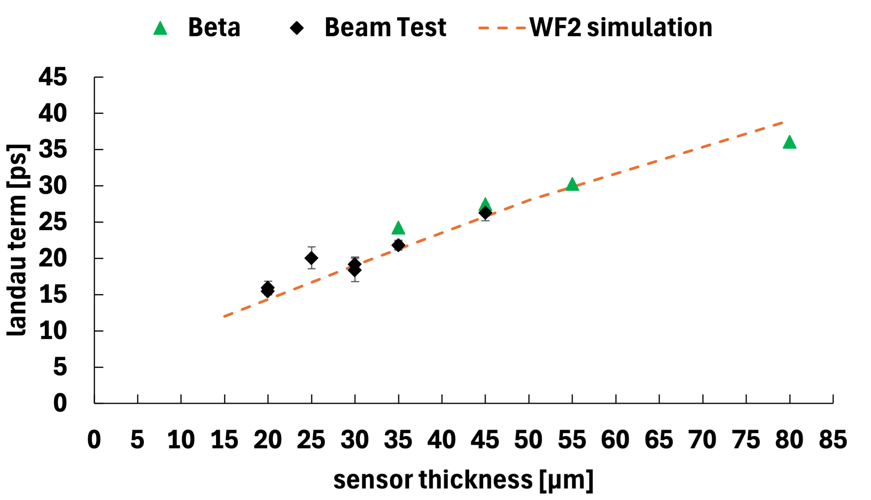 Beta Beam Test WF2 simulation
45
40
35
30
25
20
15
10
5
0
landau term [ps]
0 5 10 15 20 25 30 35 40 45 50 55 60 65 70 75 80 85
sensor thickness [µm]